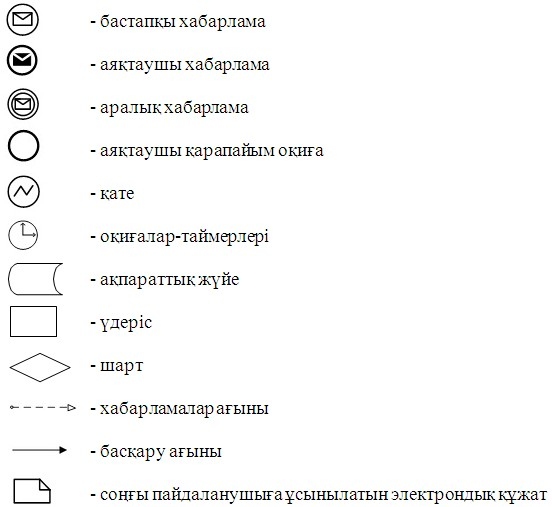 - бастапқы хабарлама
- аяқтаушы хабарлама
- аралық хабарлама
- аяқтаушы қарапайым оқиға
- қате
- оқиғалар-таймерлері
- ақпараттық жүйе
- үдеріс
- шарт
- хабарламалар ағыны
- басқару ағыны
- соңғы пайдаланушыға ұсынылатын электрондық құжат